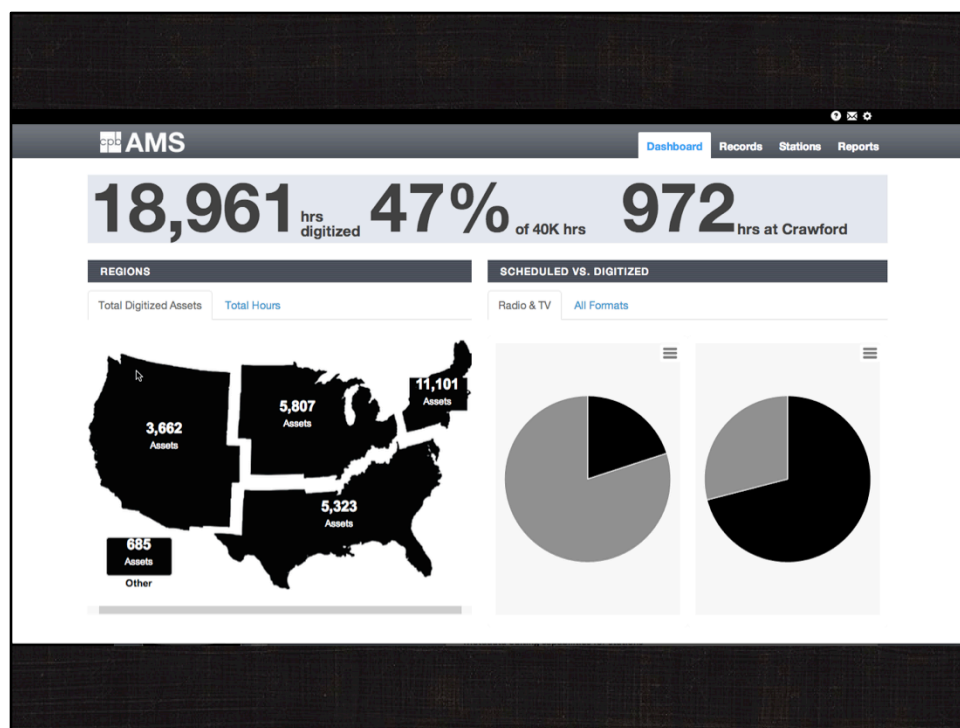 cpb AMS
Dashboard Records Stations Reports
18,961 hrs digitized 47% of 40K hrs 972 hrs at Crawford
REGIONS
SCHEDULED VS. DIGITIZED
Total Digitized Assets Total Hours
Radio & TV All Formats
11,101
Assets
5,807
Assets
3,662
Assets
5,323
Assets
685
Assets
Other